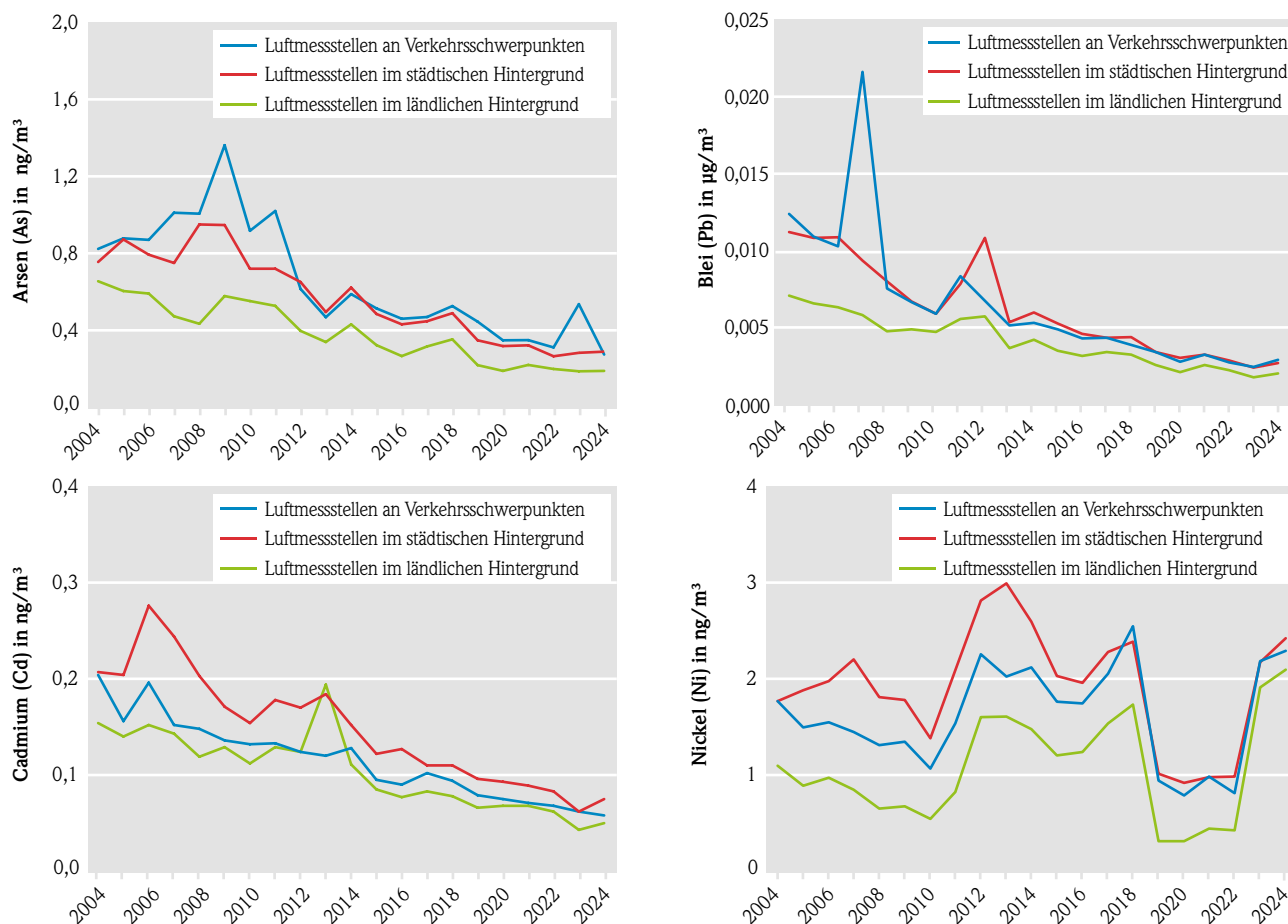 Arsen (As) in ng/m³
2,0
1,6
1,2
0,8
0,4
0,0
Luftmessstellen an Verkehrsschwerpunkten
Luftmessstellen im städtischen Hintergrund
Luftmessstellen im ländlichen Hintergrund
2004 2006 2008 2010 2012 2014 2016 2018 2020 2022 2024
Blei (Pb) in µg/m³
0,025
0,020
0,015
0,010
0,005
0,000
Luftmessstellen an Verkehrsschwerpunkten
Luftmessstellen im städtischen Hintergrund
Luftmessstellen im ländlichen Hintergrund
2004 2006 2008 2010 2012 2014 2016 2018 2020 2022 2024
Cadmium (Cd) in ng/m³
0,4
0,3
0,2
0,1
0,0
Luftmessstellen an Verkehrsschwerpunkten
Luftmessstellen im städtischen Hintergrund
Luftmessstellen im ländlichen Hintergrund
2004 2006 2008 2010 2012 2014 2016 2018 2020 2022 2024
Nickel (Ni) in ng/m³
4
3
2
1
0
Luftmessstellen an Verkehrsschwerpunkten
Luftmessstellen im städtischen Hintergrund
Luftmessstellen im ländlichen Hintergrund
2004 2006 2008 2010 2012 2014 2016 2018 2020 2022 2024